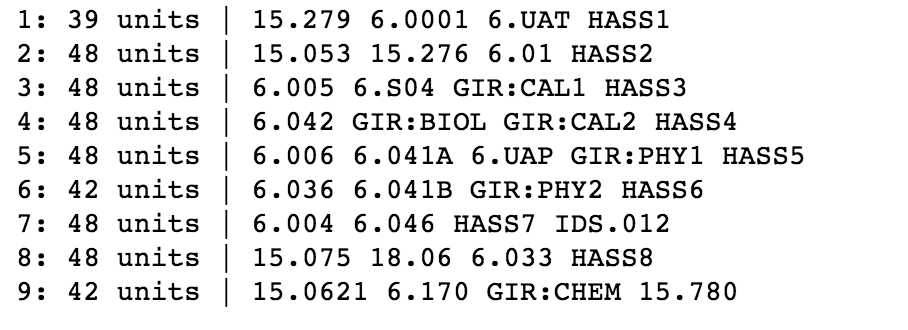 1: 39 units | 15.279 6.0001 6.UAT HASS1
2: 48 units | 15.053 15.276 6.01 HASS2
3: 48 units | 6.005 6.S04 GIR:CAL1 HASS3
4: 48 units | 6.042 GIR:BIOL GIR:CAL2 HASS4
5: 48 units | 6.006 6.041A 6.UAP GIR:PHY1 HASS5
6: 42 units | 6.036 6.041B GIR:PHY2 HASS6
7: 48 units | 6.004 6.046 HASS7 IDS.012
8: 48 units | 15.075 18.06 6.033 HASS8
9: 42 units | 15.0621 6.170 GIR:CHEM 15.780